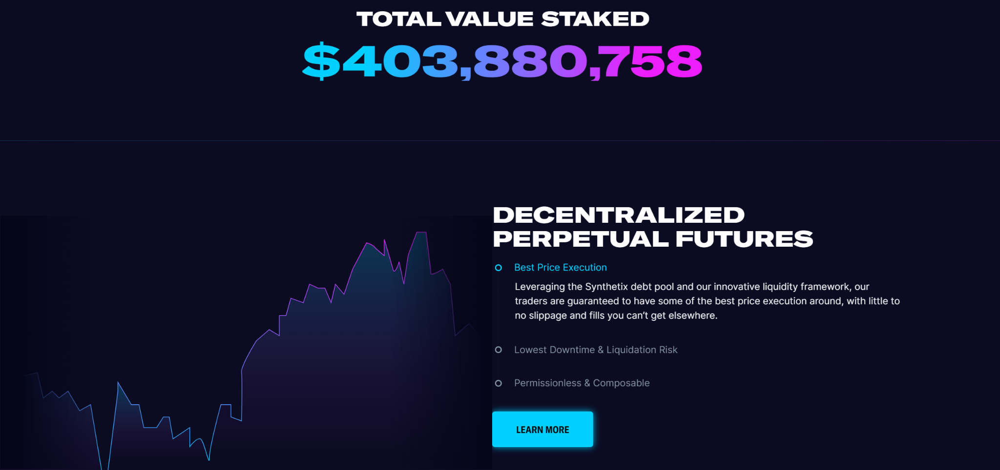 TOTAL VALUE STAKED
$403,880,758
DECENTRALIZED
PERPETUAL FUTURES
Best Price Execution
Leveraging the Synthetix debt pool and our innovative liquidity framework, our
traders are guaranteed to have some of the best price execution around, with little to
no slippage and fills you can’t get elsewhere.
Lowest Downtime & Liquidation Risk
Permissionless & Composable
LEARN MORE